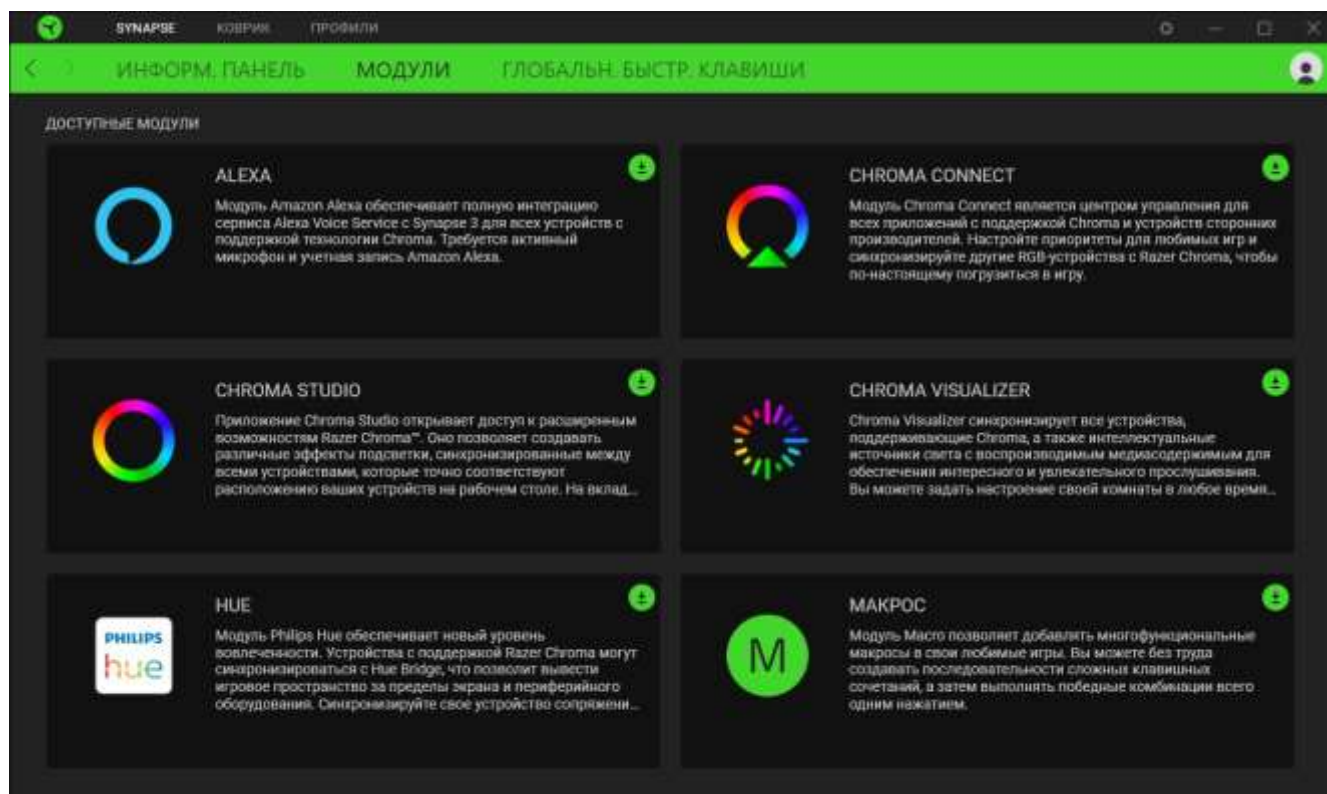 SYNAPSE КОВРИК ПРОФИЛИ
ИНФОРМ. ПАНЕЛЬ МОДУЛИ ГЛОБАЛЬН. БЫСТР. КЛАВИШИ
ДОСТУПНЫЕ МОДУЛИ
ALEXA
Модуль Amazon Alexa обеспечивает полную интеграцию
сервиса Alexa Voice Service с Synapse 3 для всех устройств с
поддержкой технологии Chroma. Требуется активный
микрофон и учетная запись Amazon Alexa.
CHROMA CONNECT
Модуль Chroma Connect является центром управления для
всех приложений с поддержкой Chroma и устройств сторонних
производителей. Настройте приоритеты для любимых игр и
синхронизируйте другие RGB-устройства с Razer Chroma, чтобы
по-настоящему погрузиться в игру.
CHROMA STUDIO
Приложение Chroma Studio открывает доступ к расширенным
возможностям Razer Chroma™. Оно позволяет создавать
различные эффекты подсветки, синхронизированные между
всеми устройствами, которые точно соответствуют
расположению ваших устройств на рабочем столе. На вклад...
CHROMA VISUALIZER
Chroma Visualizer синхронизирует все устройства,
поддерживающие Chroma, а также интеллектуальные
источники света с воспроизводимым медиасодержимым для
обеспечения интересного и увлекательного прослушивания.
Вы можете задать настроение своей комнаты в любое время...
PHILIPS
hue
HUE
Модуль Philips Hue обеспечивает новый уровень
вовлеченности. Устройства с поддержкой Razer Chroma могут
синхронизироваться с Hue Bridge, что позволит вывести
игровое пространство за пределы экрана и периферийного
оборудования. Синхронизируйте свое устройство сопряжени...
M
МАКРОС
Модуль Macro позволяет добавлять многофункциональные
макросы в свои любимые игры. Вы можете без труда
создавать последовательности сложных клавишных
сочетаний, а затем выполнять победные комбинации всего
одним нажатием.